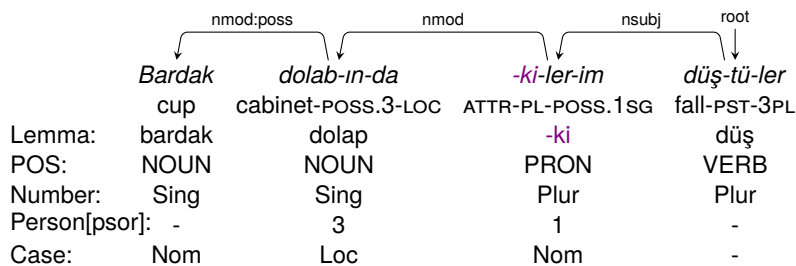 nmod:poss nmod nsubj root
Bardak dolab-ın-da -ki-ler-im düş-tü-ler
cup cabinet-POSS.3-LOC ATTR-PL-POSS.1SG fall-PST-3PL
Lemma: bardak dolap -ki düş
POS: NOUN NOUN PRON VERB
Number: Sing Sing Plur Plur
Person[psor]: - 3 1 -
Case: Nom Loc Nom -